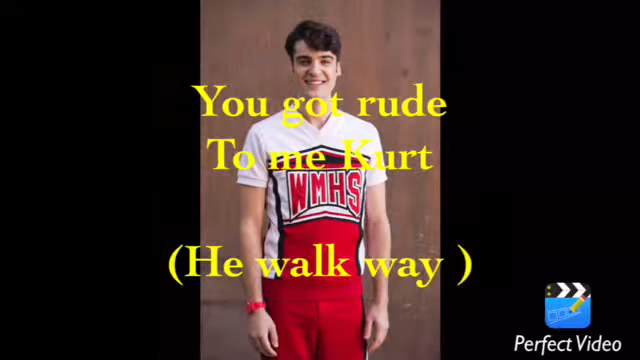 You got rude
To me Kurt
WMHS
(He walk way )
Perfect Video